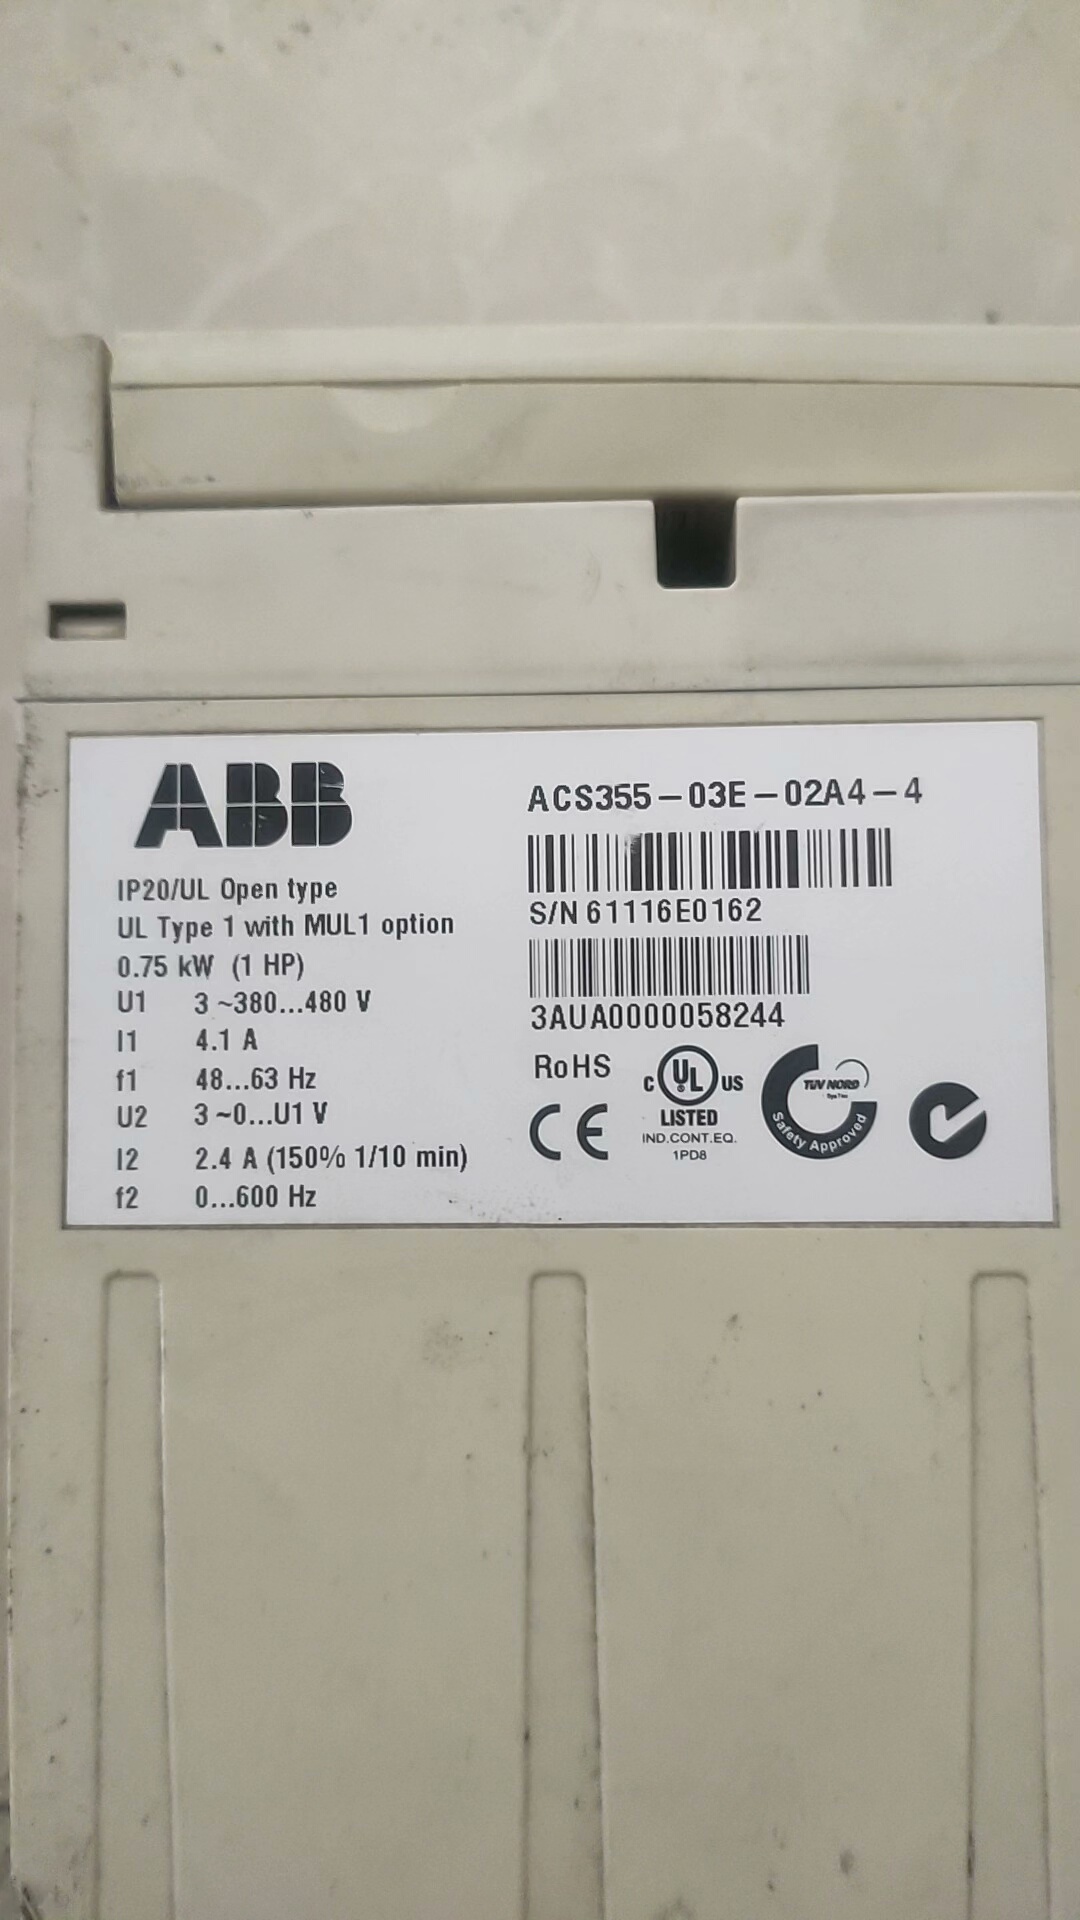 ABB
IP20/UL Open type
UL Type 1 with MUL1 option
0.75 kW (1 HP)
U1 3 ~380...480 V
I1 4.1 A
f1 48...63 Hz
U2 3 ~0...U1 V
I2 2.4 A (150% 1/10 min)
f2 0...600 Hz
ACS355-03E-02A4-4
S/N 61116E0162
3AUA0000058244
RoHS
CE
C UL US
LISTED
IND.CONT.EQ.
1PD8
TUV NORD
Safety Approved